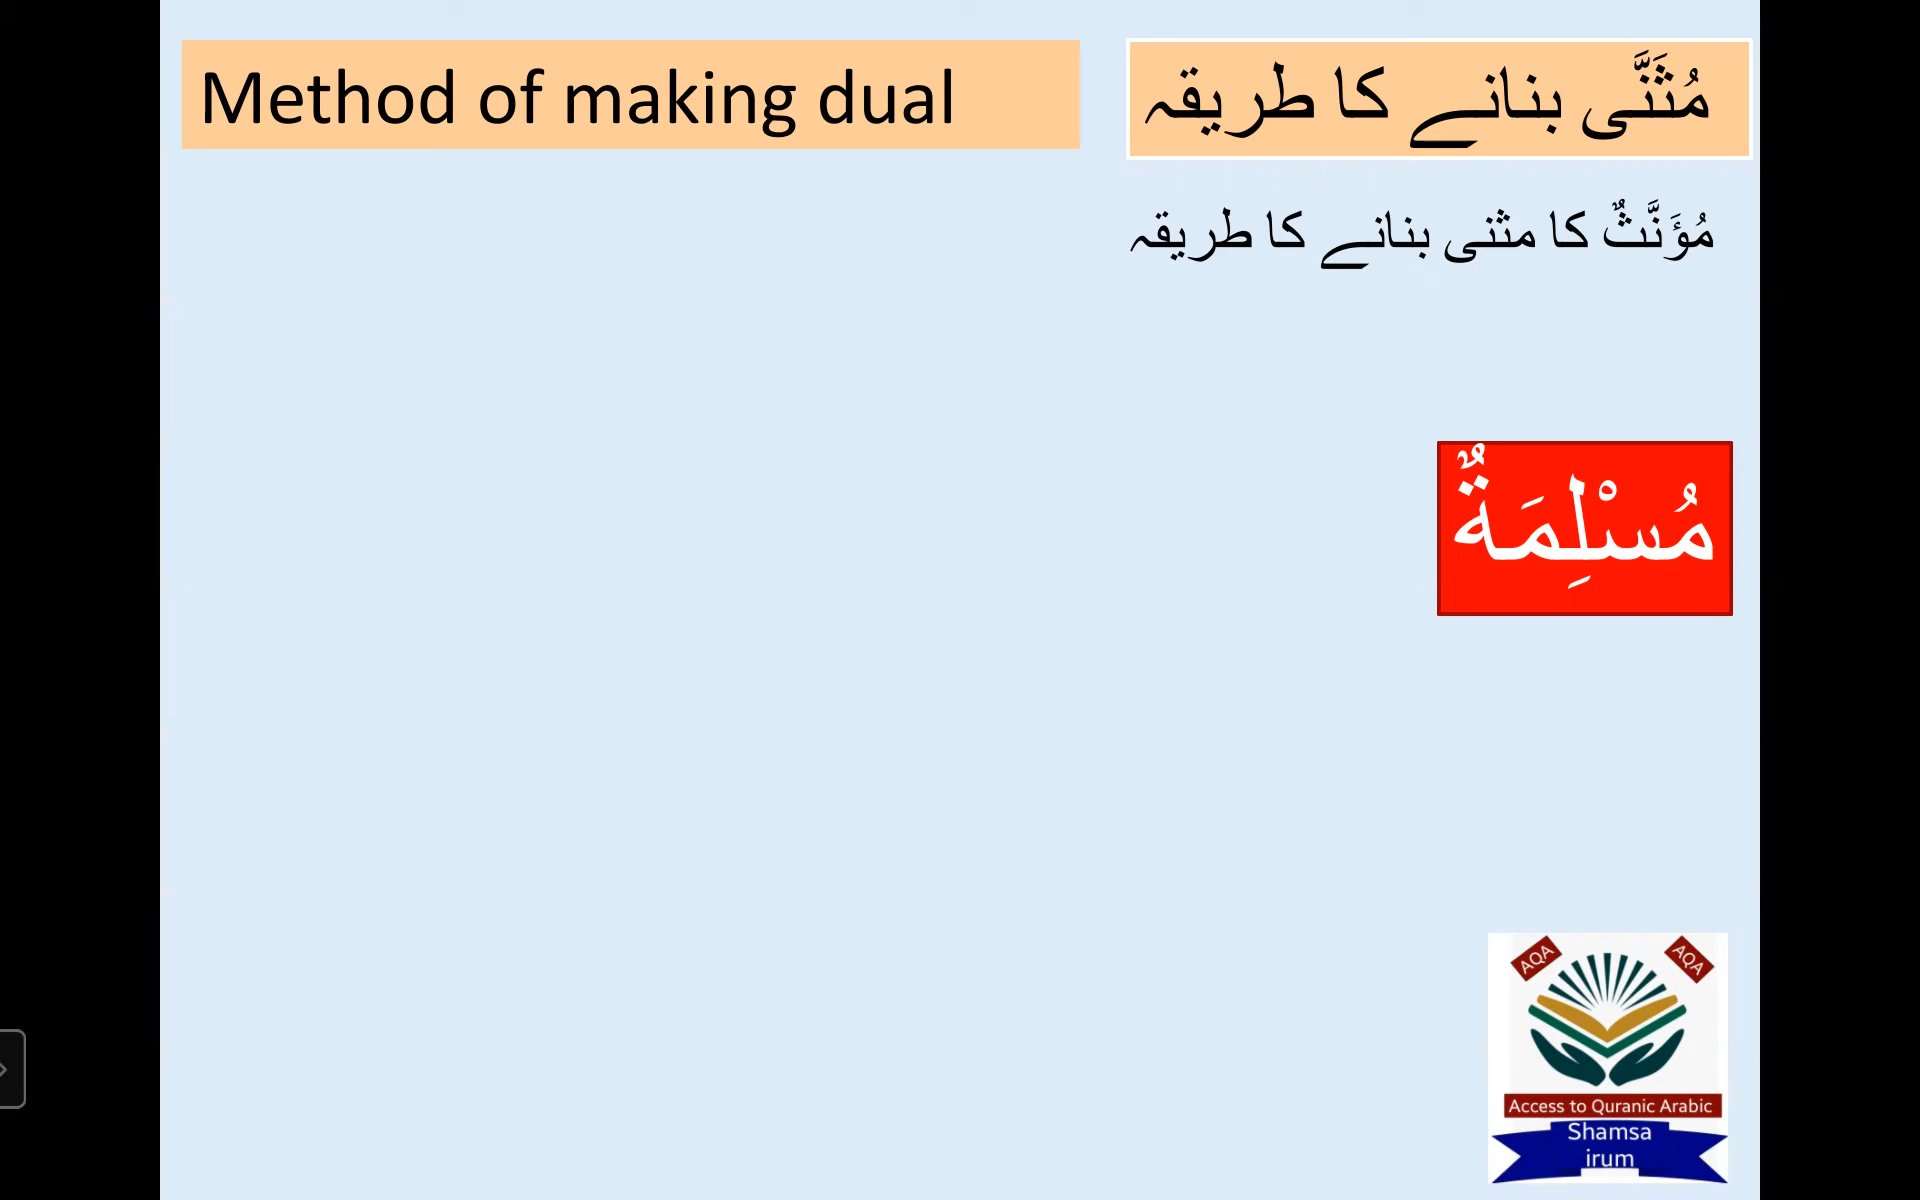 Method of making dual
مُثَنَّى بنانے کا طریقہ
مُؤَنَّثٌ کا مثنی بنانے کا طریقہ
مُسْلِمَةٌ
AQA
AQA
Access to Quranic Arabic
Shamsa
irum